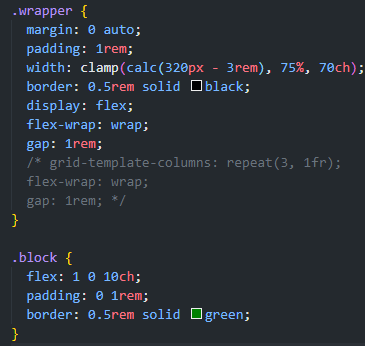 .wrapper {
  margin: 0 auto;
  padding: 1rem;
  width: clamp(calc(320px - 3rem), 75%, 70ch);
  border: 0.5rem solid black;
  display: flex;
  flex-wrap: wrap;
  gap: 1rem;
  /* grid-template-columns: repeat(3, 1fr);
  flex-wrap: wrap;
  gap: 1rem; */
}

.block {
  flex: 1 0 10ch;
  padding: 0 1rem;
  border: 0.5rem solid green;
}